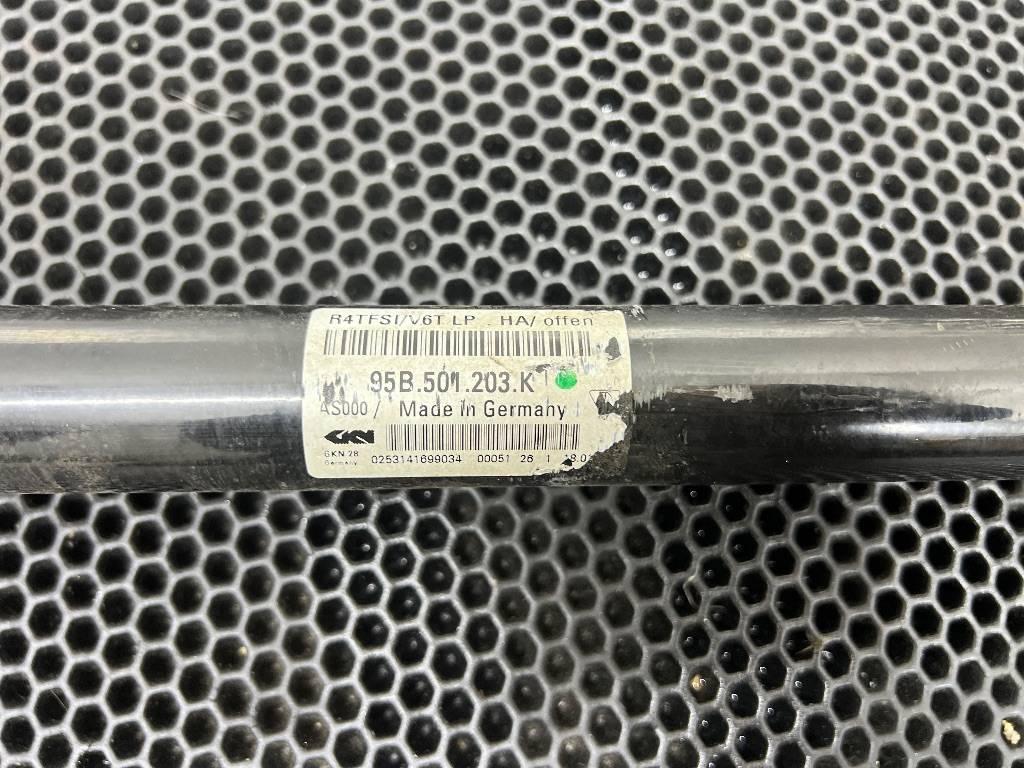 R4TFSI/V6T LP HA/ offen
95B.501.203.K
AS000 / Made in Germany
GKN
GKN 28
Germany
0253141699034 00051 26 1